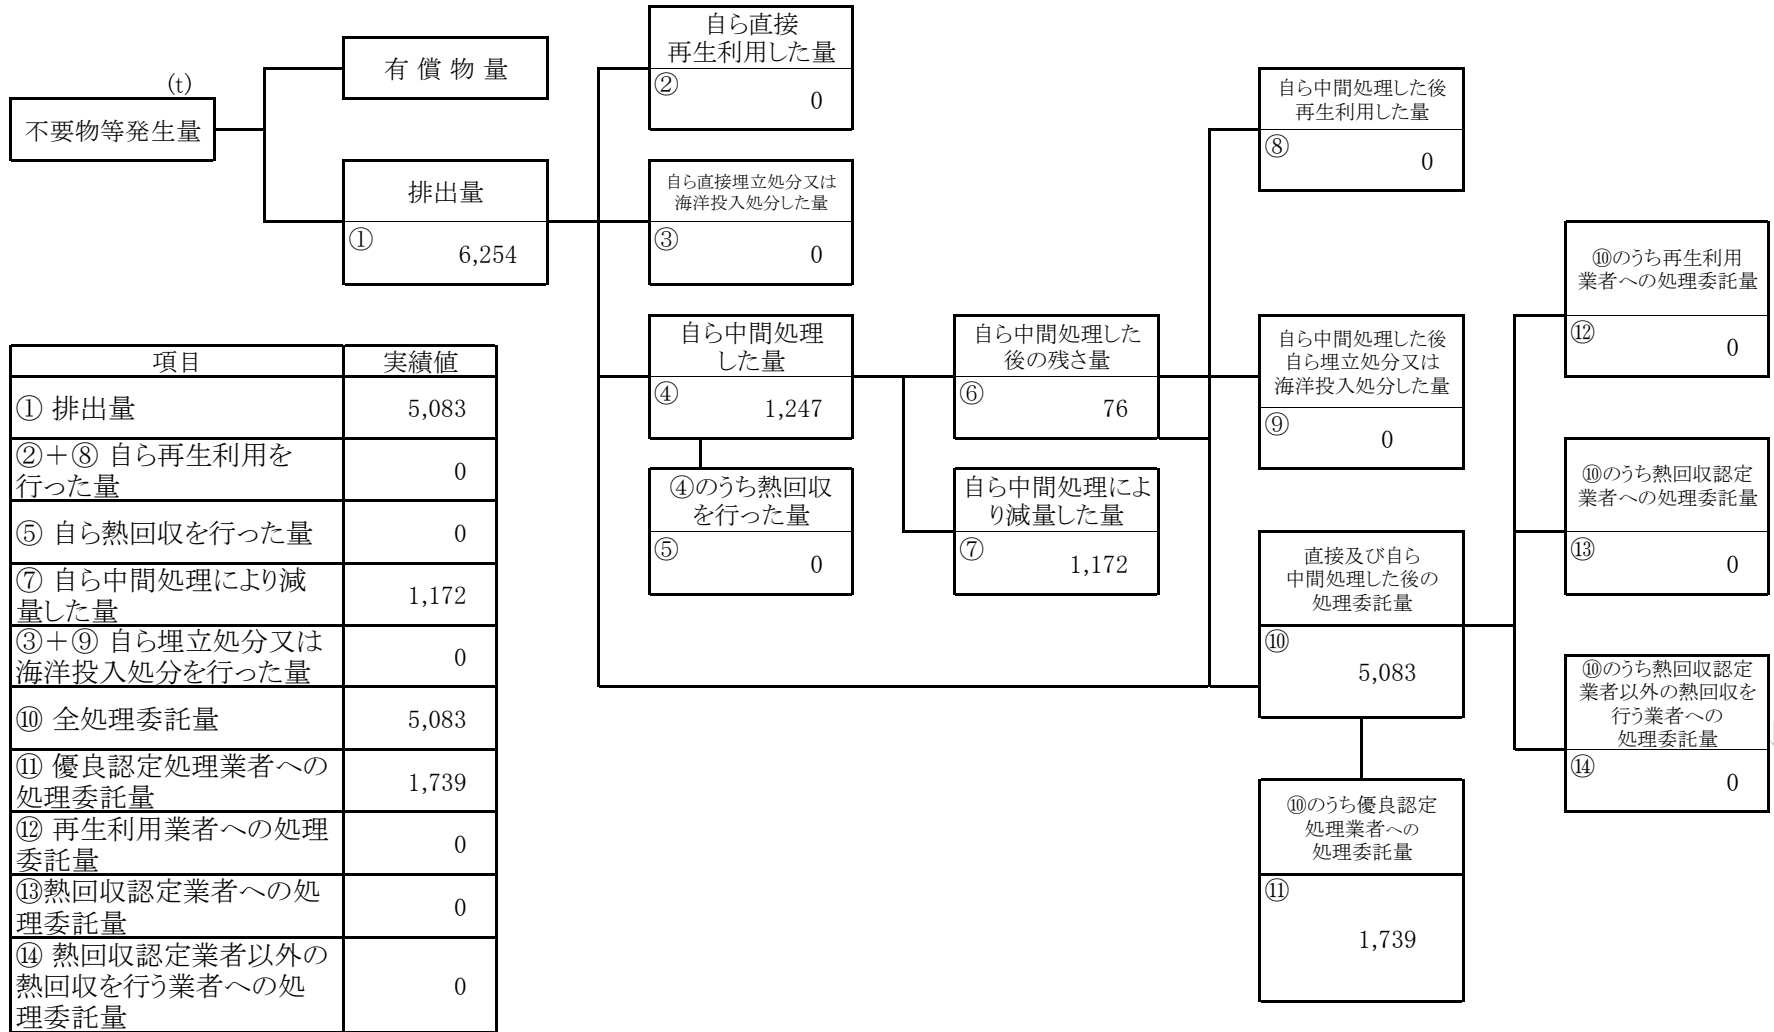 (t)
不要物等発生量
有 償 物 量
排出量
①
6,254
自ら直接
再生利用した量
②
0
自ら直接埋立処分又は
海洋投入処分した量
③
0
自ら中間処理
した量
④
1,247
④のうち熱回収
を行った量
⑤
0
自ら中間処理した
後の残さ量
⑥
76
自ら中間処理によ
り減量した量
⑦
1,172
自ら中間処理した後
再生利用した量
⑧
0
自ら中間処理した後
自ら埋立処分又は
海洋投入処分した量
⑨
0
直接及び自ら
中間処理した後の
処理委託量
⑩
5,083
⑩のうち優良認定
処理業者への
処理委託量
⑪
1,739
⑩のうち再生利用
業者への処理委託量
⑫
0
⑩のうち熱回収認定
業者への処理委託量
⑬
0
⑩のうち熱回収認定
業者以外の熱回収を
行う業者への
処理委託量
⑭
0
項目 実績値
① 排出量 5,083
②＋⑧ 自ら再生利用を
行った量 0
⑤ 自ら熱回収を行った量 0
⑦ 自ら中間処理により減
量した量 1,172
③＋⑨ 自ら埋立処分又は
海洋投入処分を行った量 0
⑩ 全処理委託量 5,083
⑪ 優良認定処理業者への
処理委託量 1,739
⑫ 再生利用業者への処理
委託量 0
⑬熱回収認定業者への処
理委託量 0
⑭ 熱回収認定業者以外の
熱回収を行う業者への処
理委託量 0